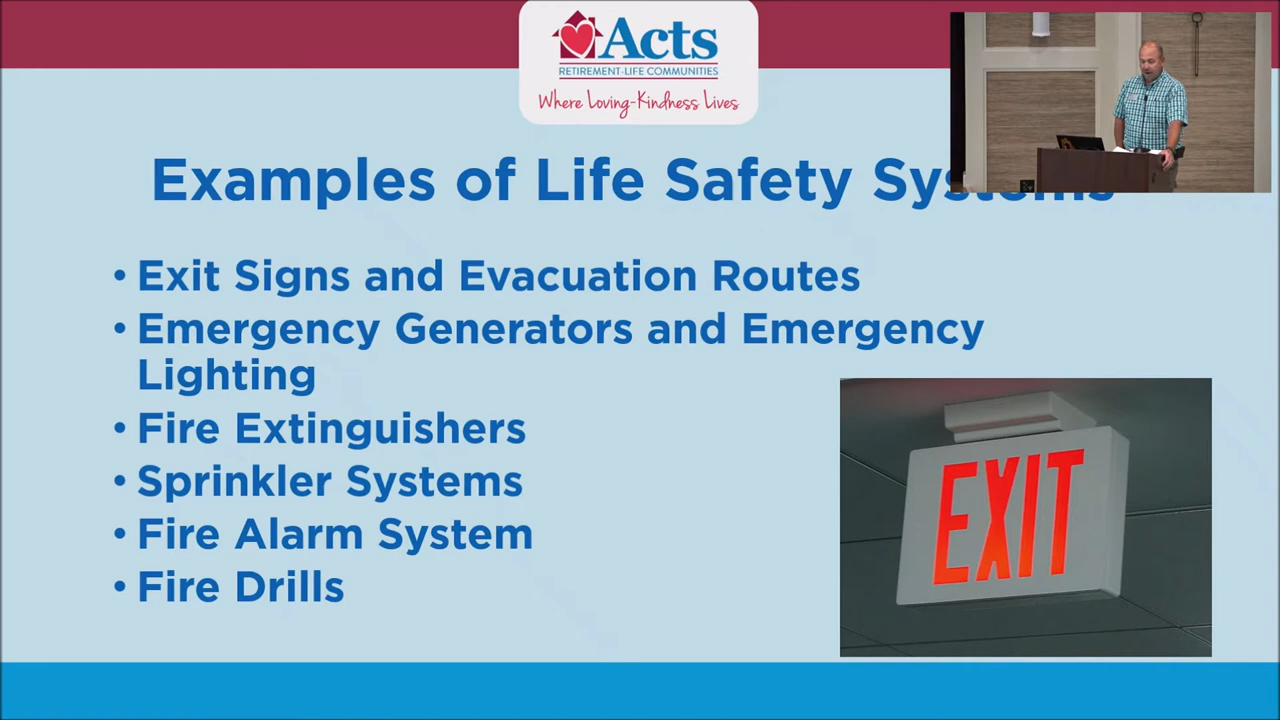 Acts
RETIREMENT-LIFE COMMUNITIES
Where Loving-Kindness Lives
Examples of Life Safety Systems
• Exit Signs and Evacuation Routes
• Emergency Generators and Emergency
Lighting
• Fire Extinguishers
• Sprinkler Systems
• Fire Alarm System
• Fire Drills
EXIT